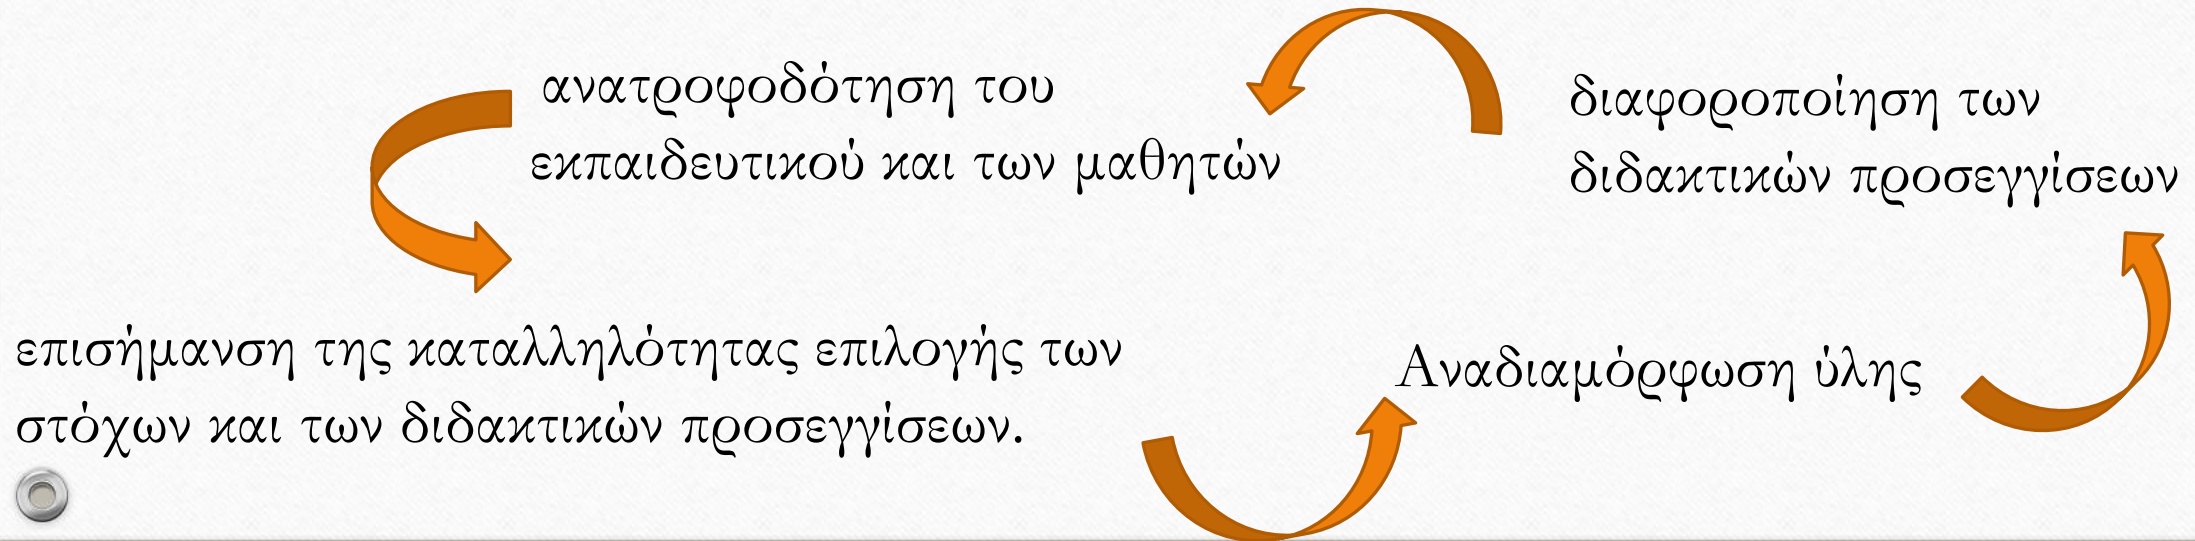 ανατροφοδότηση του
εκπαιδευτικού και των μαθητών
διαφοροποίηση των
διδακτικών προσεγγίσεων
επισήμανση της καταλληλότητας επιλογής των
στόχων και των διδακτικών προσεγγίσεων.
Αναδιαμόρφωση ύλης